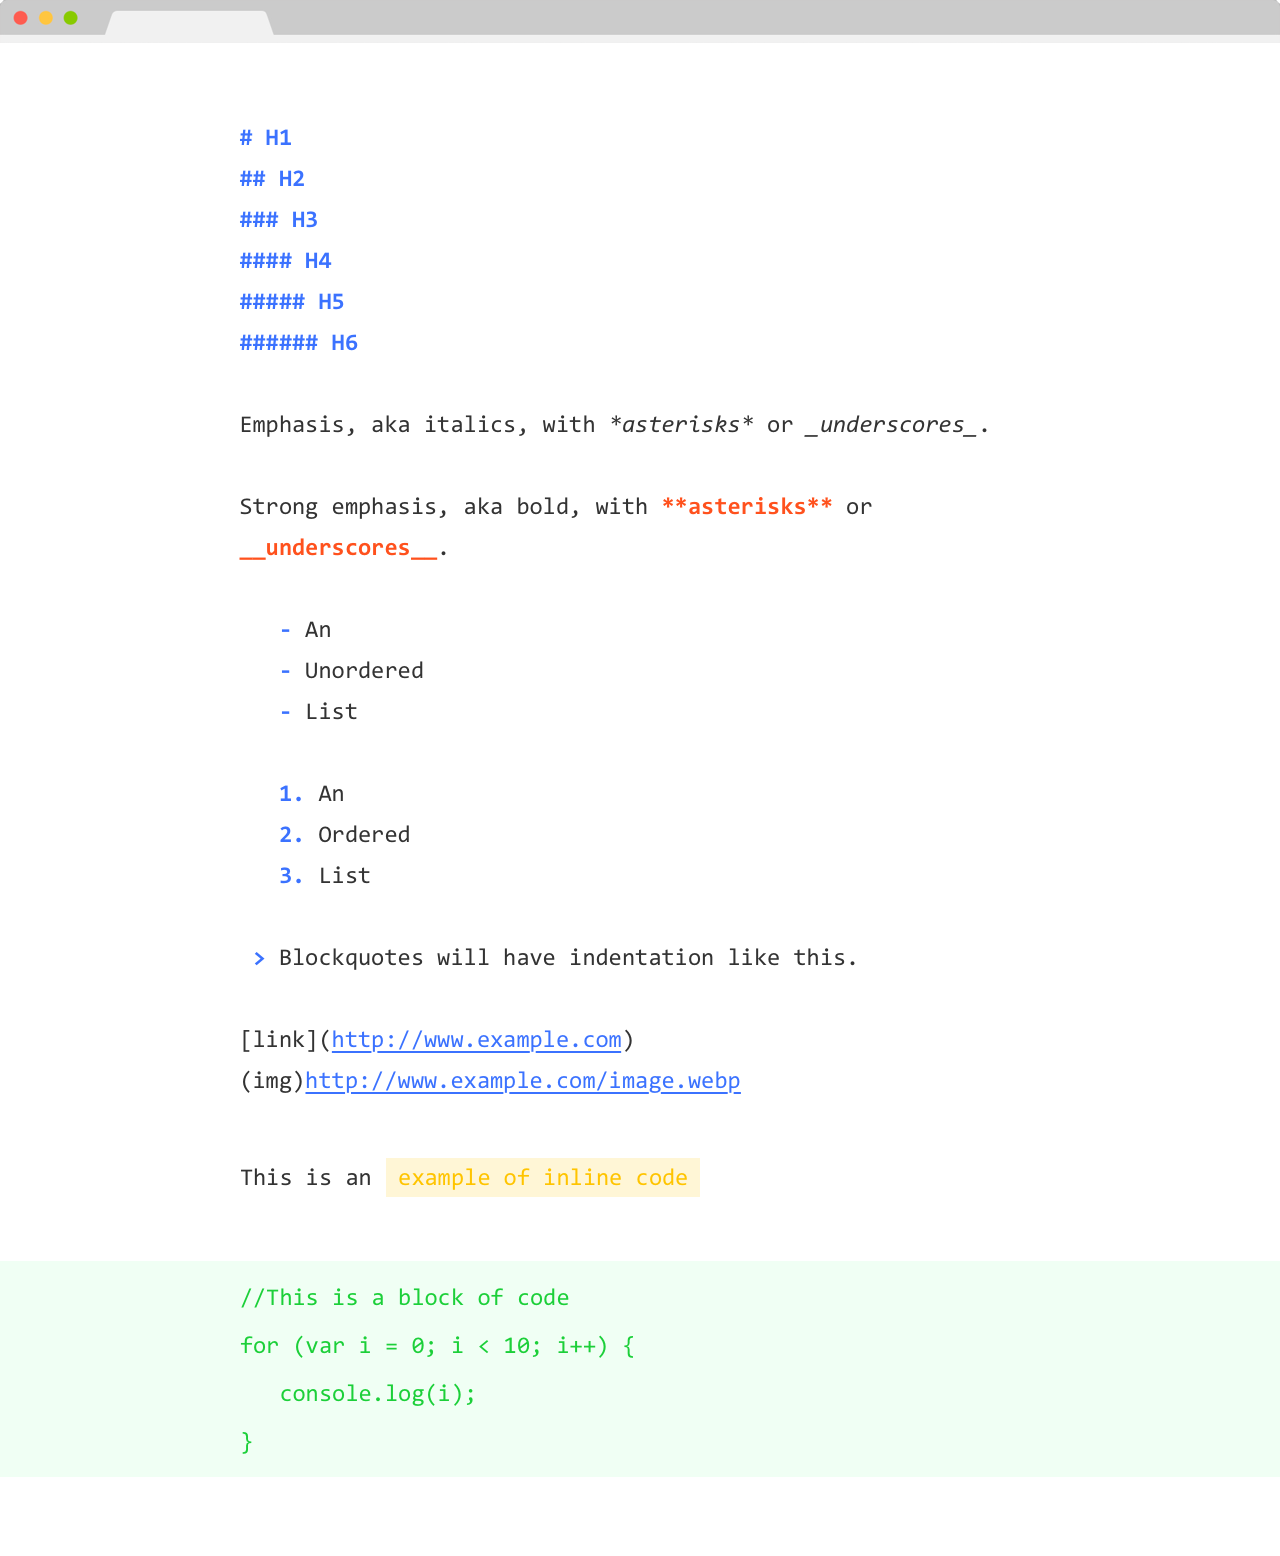 # H1
## H2
### H3
#### H4
##### H5
###### H6
Emphasis, aka italics, with *asterisks* or _underscores_.
Strong emphasis, aka bold, with **asterisks** or
__underscores__.
- An
- Unordered
- List
1. An
2. Ordered
3. List
> Blockquotes will have indentation like this.
[link](http://www.example.com)
(img)http://www.example.com/image.webp
This is an example of inline code
//This is a block of code
for (var i = 0; i < 10; i++) {
   console.log(i);
}